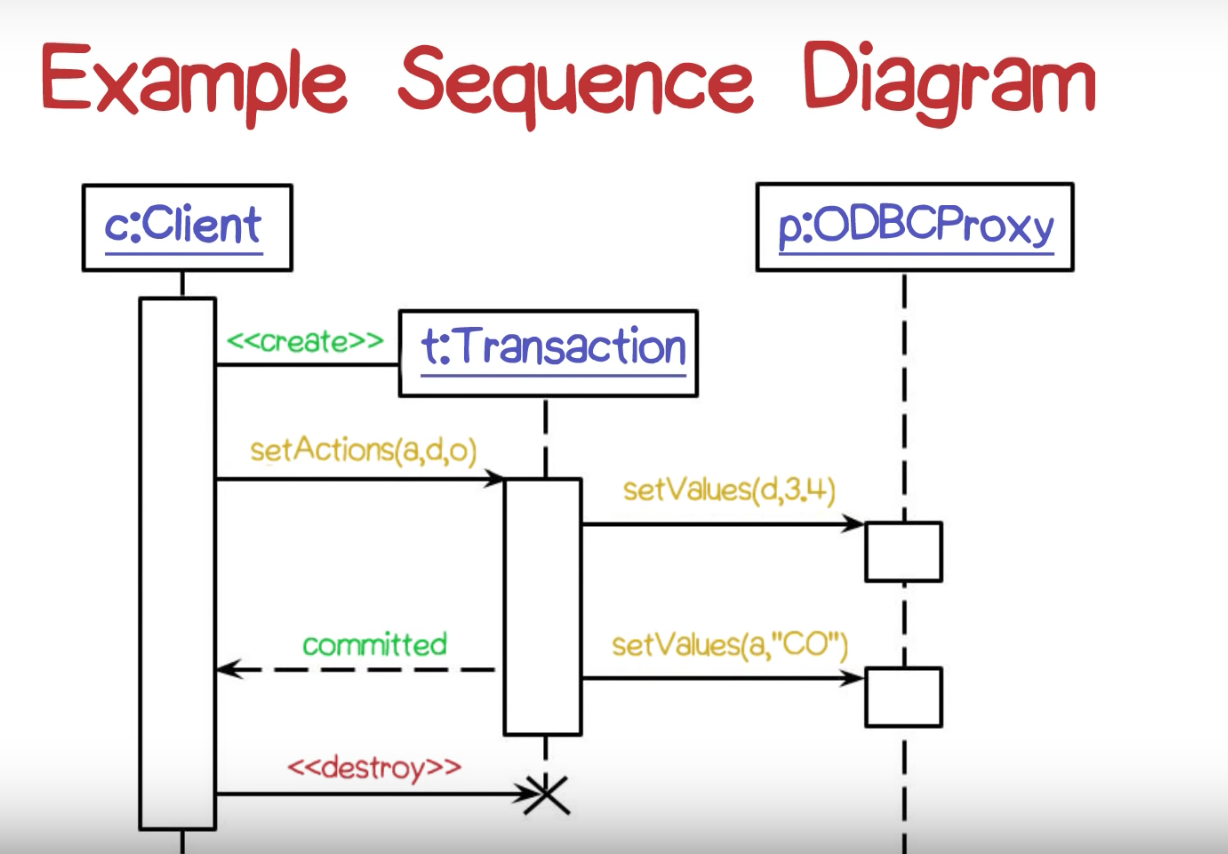 Example Sequence Diagram
c:Client
p:ODBCProxy
<<create>>
t:Transaction
setActions(a,d,o)
setValues(d,3.4)
committed
setValues(a,"CO")
<<destroy>>